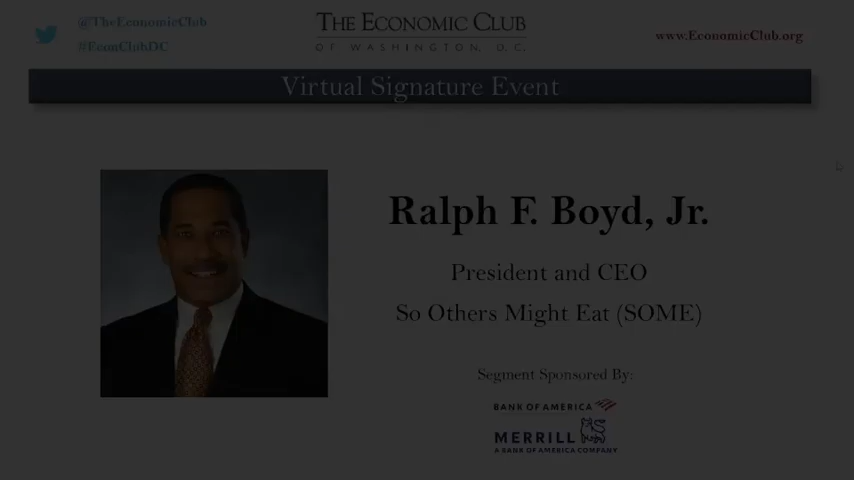 @TheEconomicClub
#EconClubDC
THE ECONOMIC CLUB
OF WASHINGTON, D.C.
www.EconomicClub.org
Virtual Signature Event
Ralph F. Boyd, Jr.
President and CEO
So Others Might Eat (SOME)
Segment Sponsored By:
BANK OF AMERICA
MERRILL
A BANK OF AMERICA COMPANY